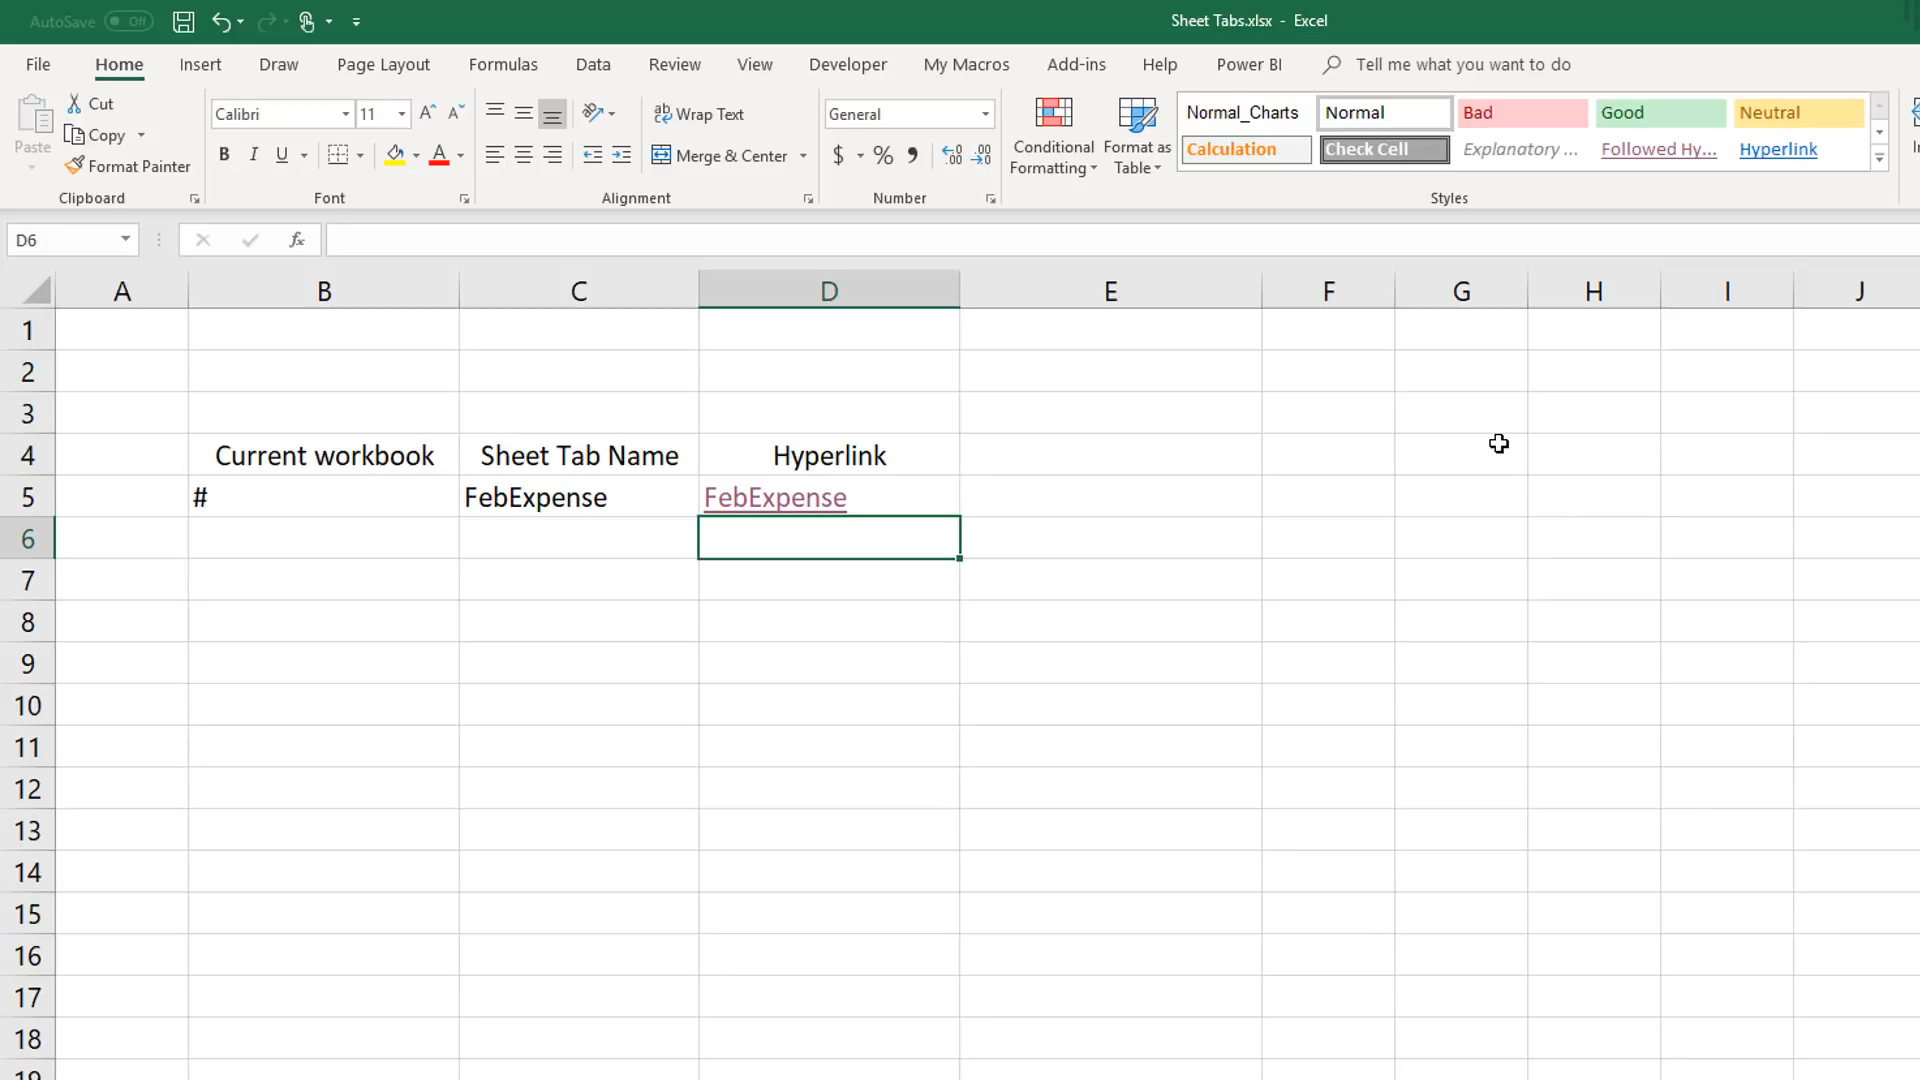 AutoSave Off Sheet Tabs.xlsx - Excel
File Home Insert Draw Page Layout Formulas Data Review View Developer My Macros Add-ins Help Power BI Tell me what you want to do
Paste
Cut
Copy
Format Painter
Clipboard
Calibri 11
B I U A
Font
ab Wrap Text
Merge & Center
Alignment
General
$ % 9
Number
Conditional Formatting
Format as Table
Normal_Charts Normal Bad Good Neutral
Calculation Check Cell Explanatory ... Followed Hy... Hyperlink
Styles
D6 fx
A B C D E F G H I J
1
2
3
4 Current workbook Sheet Tab Name Hyperlink
5 # FebExpense FebExpense
6
7
8
9
10
11
12
13
14
15
16
17
18
19